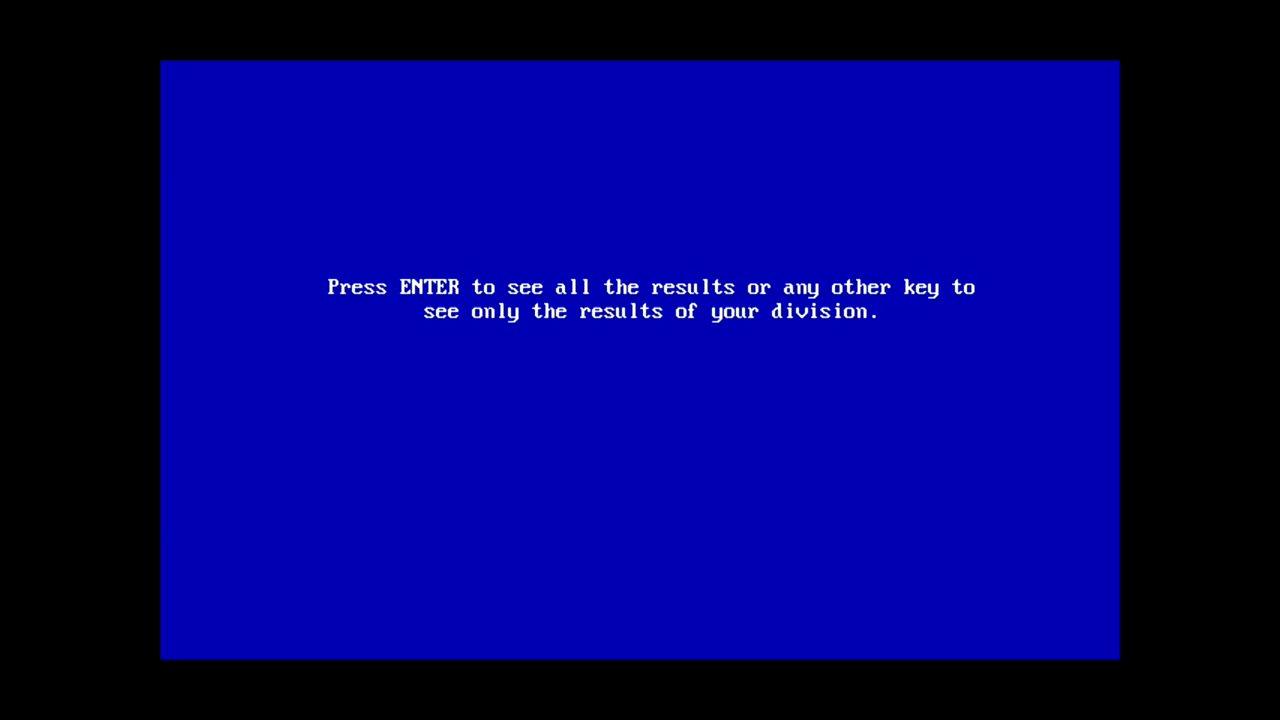 Press ENTER to see all the results or any other key to
see only the results of your division.